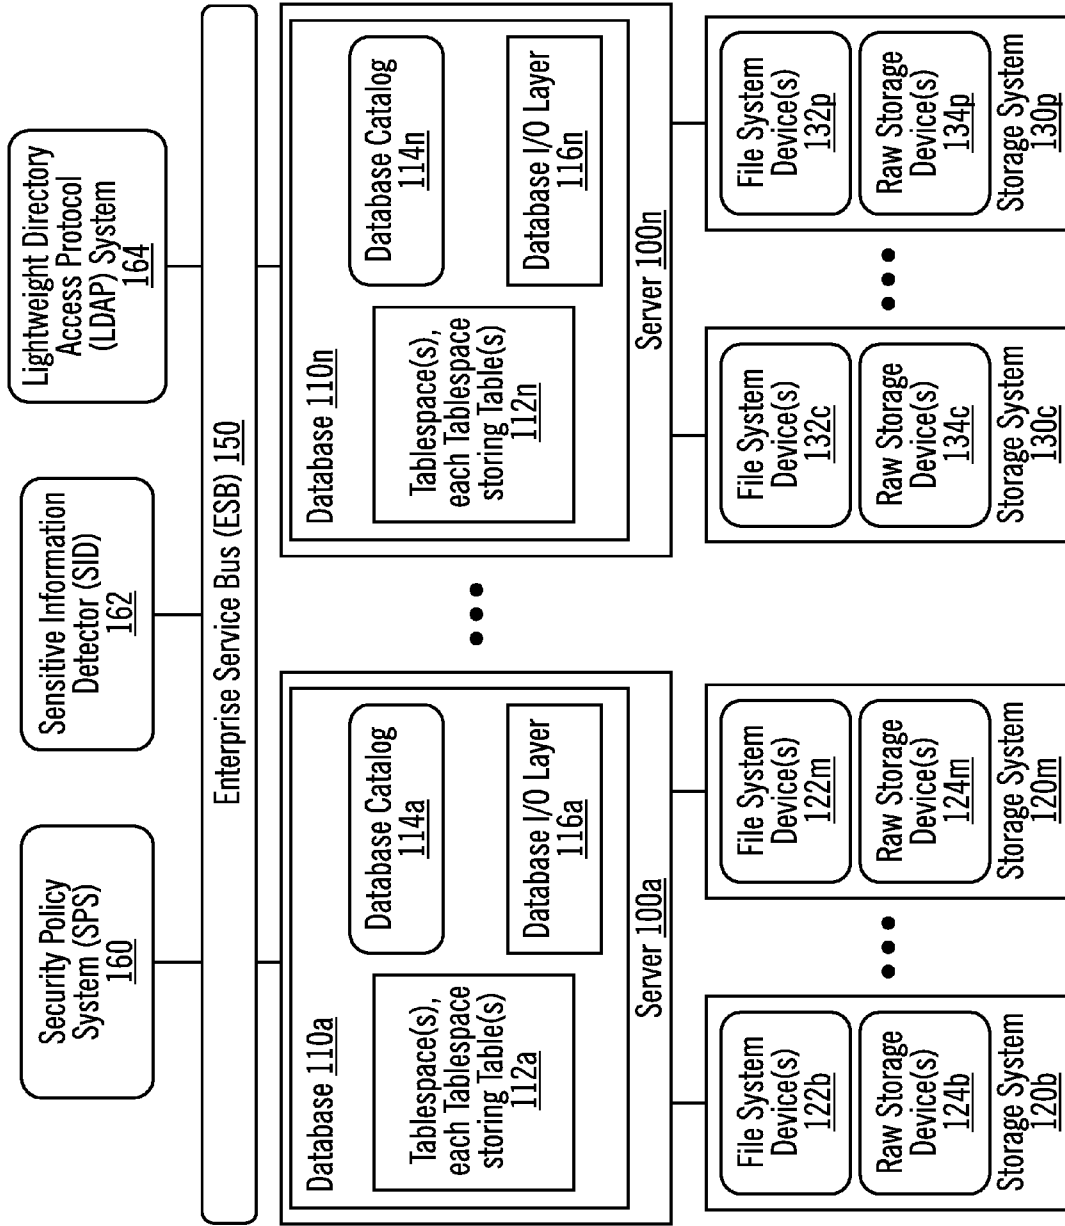 Security Policy
System (SPS)
160
Sensitive Information
Detector (SID)
162
Lightweight Directory
Access Protocol
(LDAP) System
164
Enterprise Service Bus (ESB) 150
Database 110a
Tablespace(s),
each Tablespace
storing Table(s)
112a
Database Catalog
114a
Database I/O Layer
116a
Server 100a
Database 110n
Tablespace(s),
each Tablespace
storing Table(s)
112n
Database Catalog
114n
Database I/O Layer
116n
Server 100n
File System
Device(s)
122b
Raw Storage
Device(s)
124b
Storage System
120b
File System
Device(s)
122m
Raw Storage
Device(s)
124m
Storage System
120m
File System
Device(s)
132c
Raw Storage
Device(s)
134c
Storage System
130c
File System
Device(s)
132p
Raw Storage
Device(s)
134p
Storage System
130p